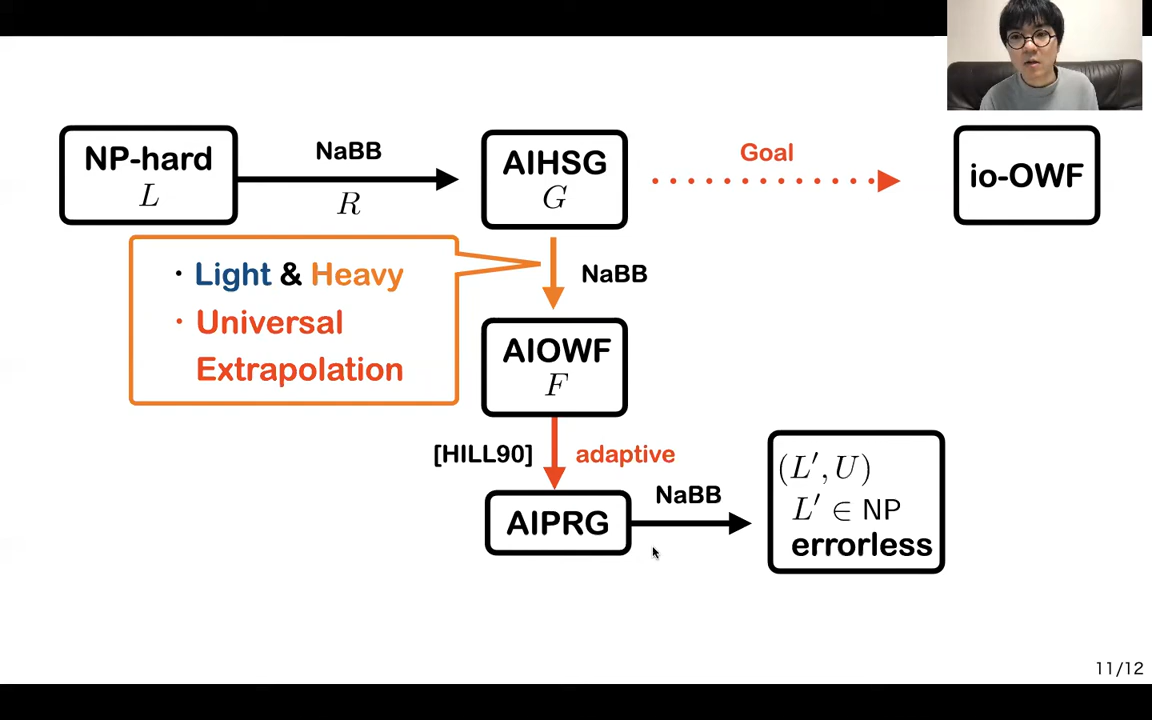 NP-hard
L
NaBB
R
AIHSG
G
Goal
io-OWF
· Light & Heavy
· Universal
Extrapolation
NaBB
AIOWF
F
[HILL90]
adaptive
AIPRG
NaBB
(L′, U)
L′ ∈ NP
errorless
11/12